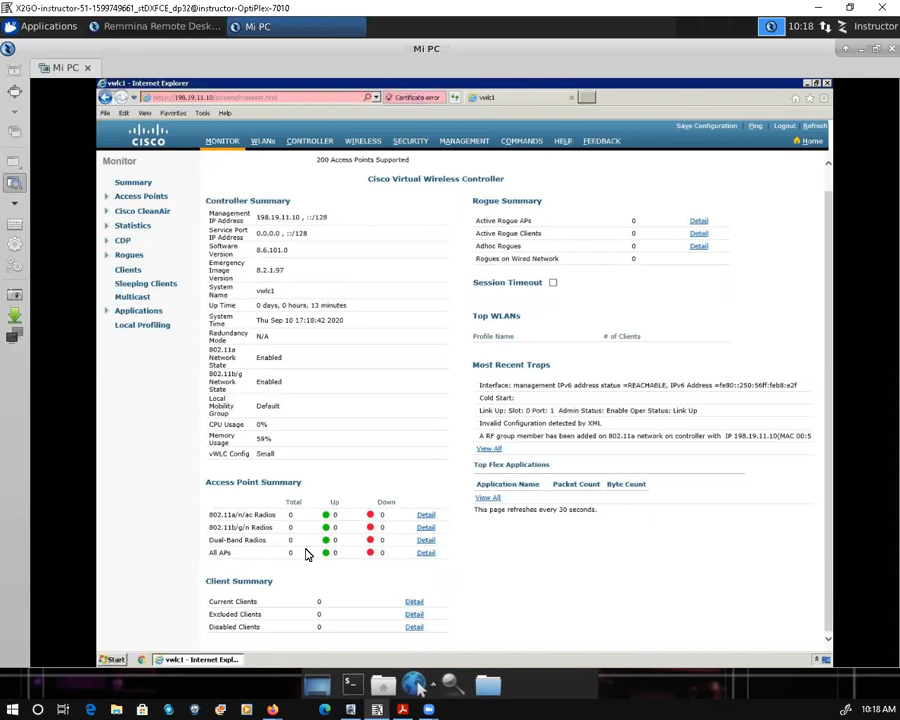 X2GO-instructor-51-1599749661_stDXFCE_dp32@instructor-OptiPlex-7010
Applications
Remmina Remote Desk...
Mi PC
10:18
Instructor
Mi PC
Mi PC
vwlc1 - Internet Explorer
https://198.19.11.10/screens/frameset.html
Certificate error
vwlc1
File Edit View Favorites Tools Help
CISCO
MONITOR WLANs CONTROLLER WIRELESS SECURITY MANAGEMENT COMMANDS HELP FEEDBACK
Save Configuration Ping Logout Refresh
Home
Monitor
Summary
Access Points
Cisco CleanAir
Statistics
CDP
Rogues
Clients
Sleeping Clients
Multicast
Applications
Local Profiling
200 Access Points Supported
Cisco Virtual Wireless Controller
Controller Summary
Management IP Address 198.19.11.10 , ::/128
Service Port IP Address 0.0.0.0 , ::/128
Software Version 8.6.101.0
Emergency Image Version 8.2.1.97
System Name vwlc1
Up Time 0 days, 0 hours, 13 minutes
System Time Thu Sep 10 17:18:42 2020
Redundancy Mode N/A
802.11a Network State Enabled
802.11b/g Network State Enabled
Local Mobility Group Default
CPU Usage 0%
Memory Usage 59%
vWLC Config Small
Access Point Summary
Total Up Down
802.11a/n/ac Radios 0 0 0 Detail
802.11b/g/n Radios 0 0 0 Detail
Dual-Band Radios 0 0 0 Detail
All APs 0 0 0 Detail
Client Summary
Current Clients 0 Detail
Excluded Clients 0 Detail
Disabled Clients 0 Detail
Rogue Summary
Active Rogue APs 0 Detail
Active Rogue Clients 0 Detail
Adhoc Rogues 0 Detail
Rogues on Wired Network 0
Session Timeout
Top WLANs
Profile Name # of Clients
Most Recent Traps
Interface: management IPv6 address status =REACHABLE, IPv6 Address =fe80::250:56ff:feb8:e2f
Cold Start:
Link Up: Slot: 0 Port: 1 Admin Status: Enable Oper Status: Link Up
Invalid Configuration detected by XML
A RF group member has been added on 802.11a network on controller with IP 198.19.11.10(MAC 00:5
View All
Top Flex Applications
Application Name Packet Count Byte Count
View All
This page refreshes every 30 seconds.
Start
vwlc1 - Internet Expl...
10:18 AM